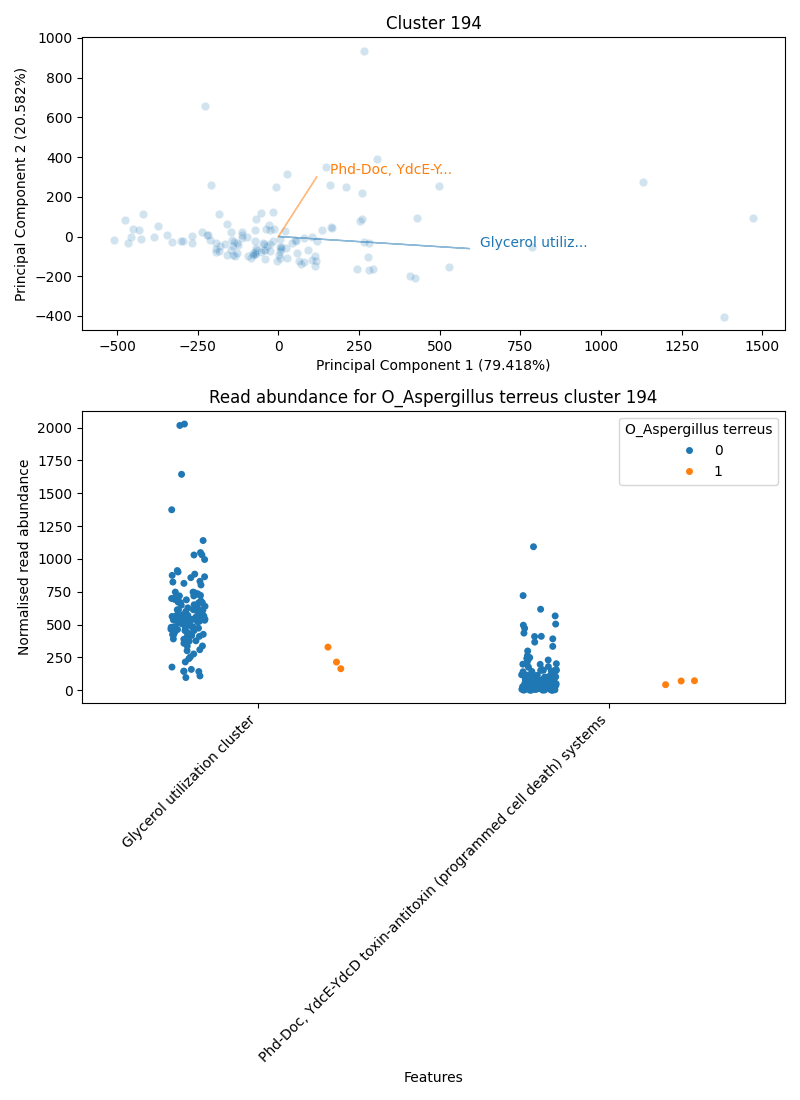 Cluster 194
1000
800
600
400
200
0
−200
−400
Principal Component 2 (20.582%)
Phd-Doc, YdcE-Y...
Glycerol utiliz...
−500
−250
0
250
500
750
1000
1250
1500
Principal Component 1 (79.418%)
Read abundance for O_Aspergillus terreus cluster 194
2000
1750
1500
1250
1000
750
500
250
0
Normalised read abundance
O_Aspergillus terreus
0
1
Glycerol utilization cluster
Phd-Doc, YdcE-YdcD toxin-antitoxin (programmed cell death) systems
Features